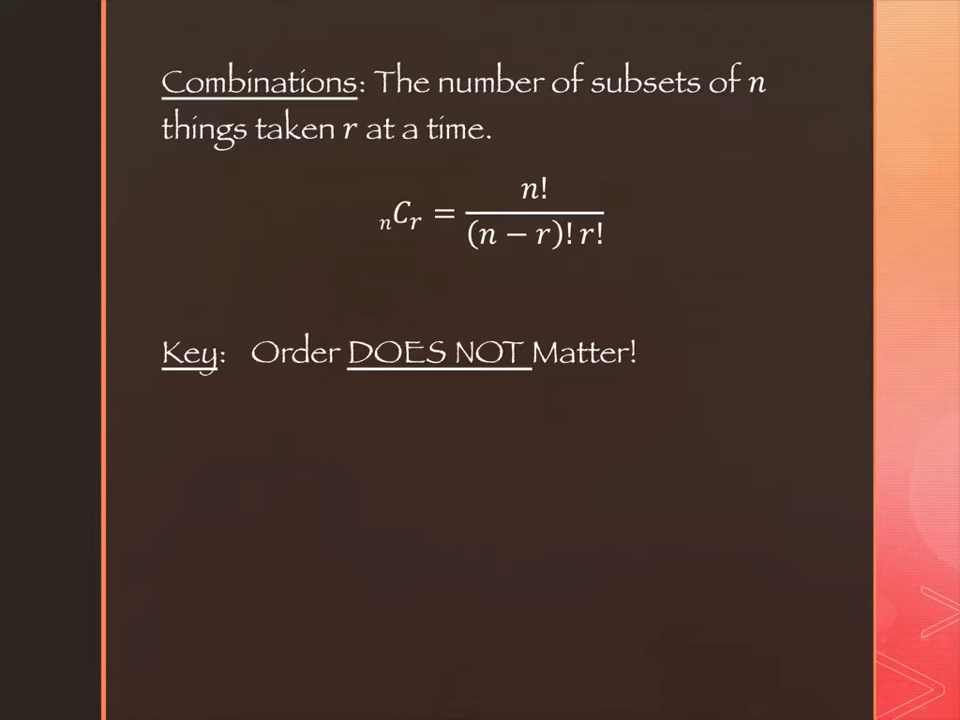 Combinations: The number of subsets of n
things taken r at a time.
nCr = n! / (n − r)! r!
Key: Order DOES NOT Matter!